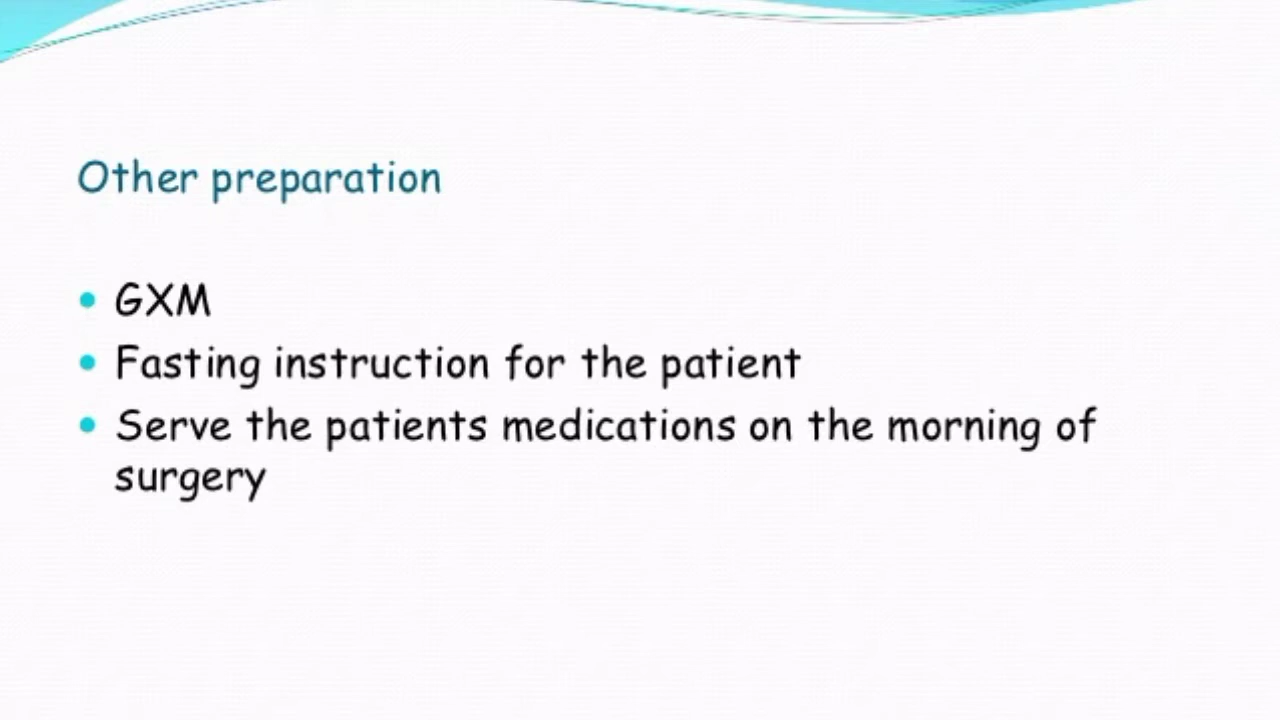 Other preparation
• GXM
• Fasting instruction for the patient
• Serve the patients medications on the morning of
surgery